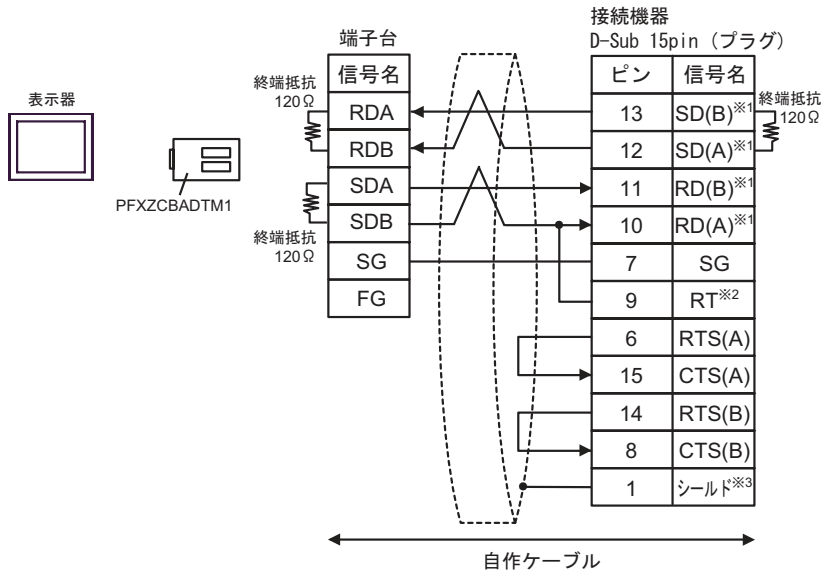 接続機器
D-Sub 15pin (プラグ)
端子台
信号名
RDA
RDB
SDA
SDB
SG
FG
終端抵抗
120Ω
終端抵抗
120Ω
表示器
PFXZCBADTM1
ピン 信号名
13 SD(B)※1
12 SD(A)※1
11 RD(B)※1
10 RD(A)※1
7 SG
9 RT※2
6 RTS(A)
15 CTS(A)
14 RTS(B)
8 CTS(B)
1 シールド※3
終端抵抗
120Ω
自作ケーブル